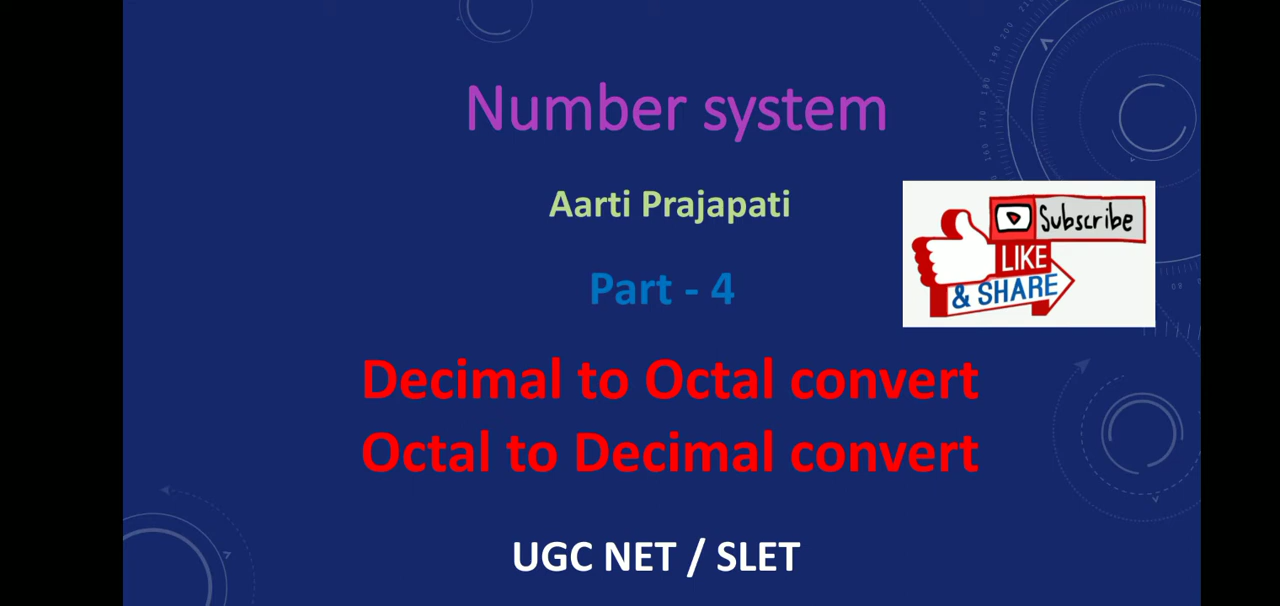 Number system
Aarti Prajapati
Subscribe
LIKE
& SHARE
Part - 4
Decimal to Octal convert
Octal to Decimal convert
UGC NET / SLET